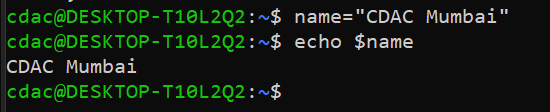 cdac@DESKTOP-T10L2Q2:~$ name="CDAC Mumbai"
cdac@DESKTOP-T10L2Q2:~$ echo $name
CDAC Mumbai
cdac@DESKTOP-T10L2Q2:~$